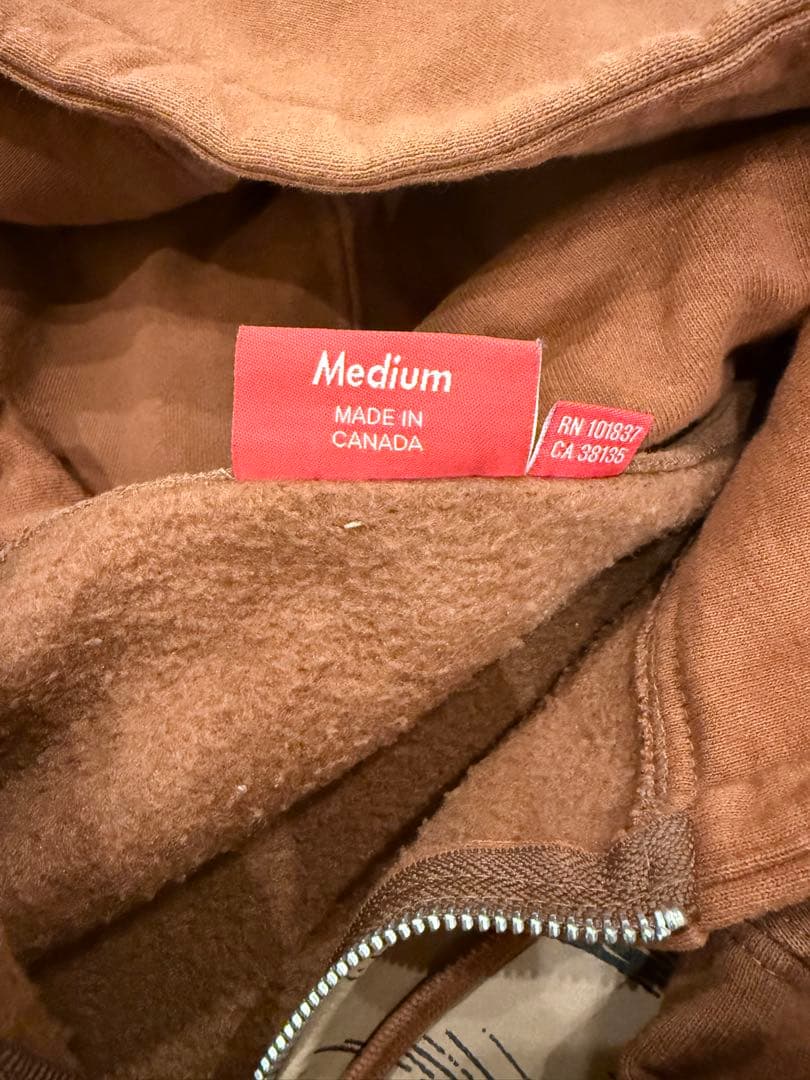 Medium
MADE IN
CANADA
RN 101837
CA 38135